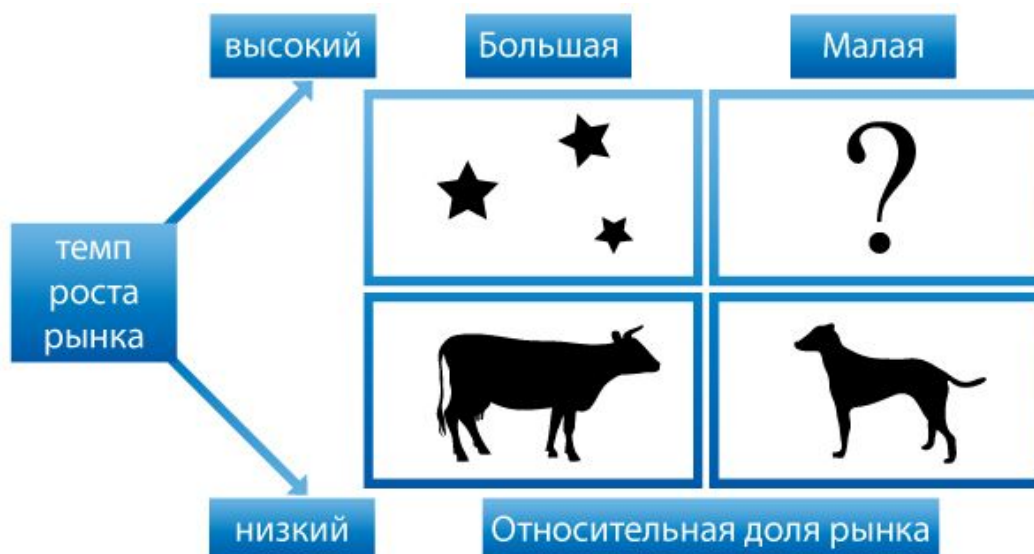 высокий
Большая
Малая
?
темп
роста
рынка
низкий
Относительная доля рынка